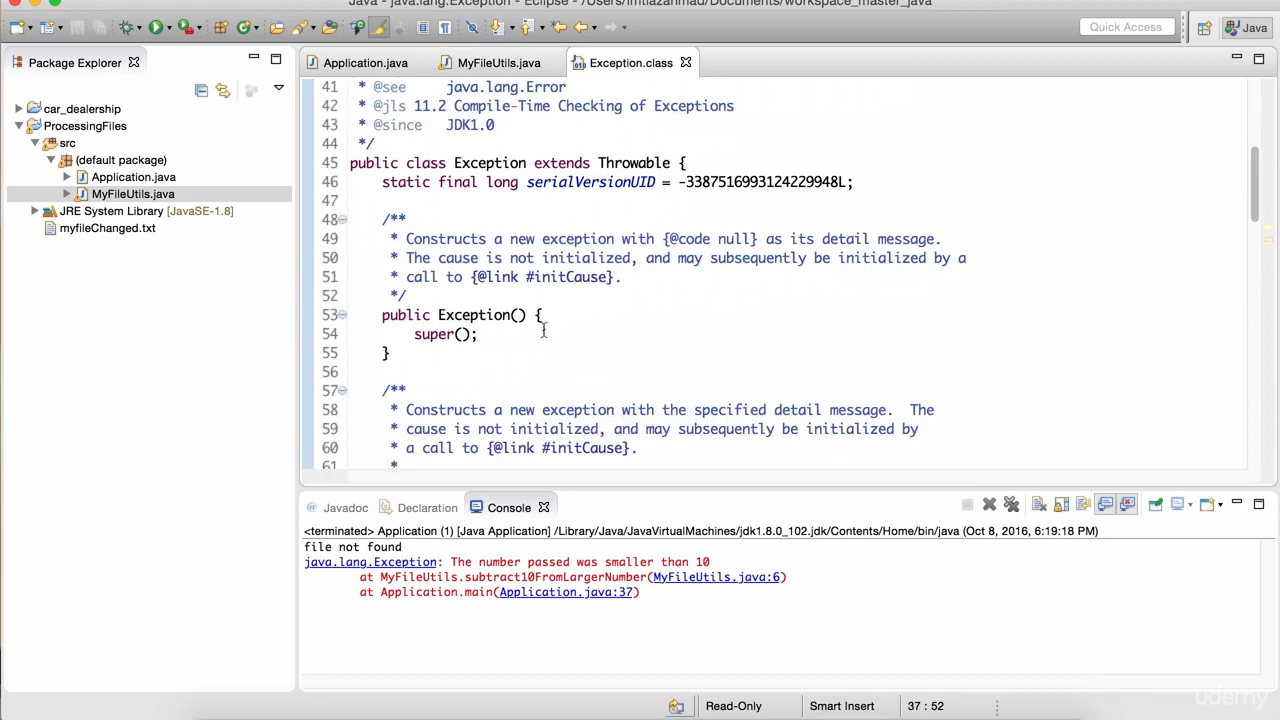 Java - java.lang.Exception - Eclipse - /Users/imtiazahmad/Documents/workspace_master_java
Quick Access
Java
Package Explorer
Application.java
MyFileUtils.java
Exception.class
car_dealership
ProcessingFiles
src
(default package)
Application.java
MyFileUtils.java
JRE System Library [JavaSE-1.8]
myfileChanged.txt
41 * @see java.lang.Error
42 * @jls 11.2 Compile-Time Checking of Exceptions
43 * @since JDK1.0
44 */
45 public class Exception extends Throwable {
46 static final long serialVersionUID = -3387516993124229948L;
47
48 /**
49 * Constructs a new exception with {@code null} as its detail message.
50 * The cause is not initialized, and may subsequently be initialized by a
51 * call to {@link #initCause}.
52 */
53 public Exception() {
54 super();
55 }
56
57 /**
58 * Constructs a new exception with the specified detail message. The
59 * cause is not initialized, and may subsequently be initialized by
60 * a call to {@link #initCause}.
61 *
Javadoc
Declaration
Console
<terminated> Application (1) [Java Application] /Library/Java/JavaVirtualMachines/jdk1.8.0_102.jdk/Contents/Home/bin/java (Oct 8, 2016, 6:19:18 PM)
file not found
java.lang.Exception: The number passed was smaller than 10
at MyFileUtils.subtract10FromLargerNumber(MyFileUtils.java:6)
at Application.main(Application.java:37)
Read-Only
Smart Insert
37 : 52
udemy